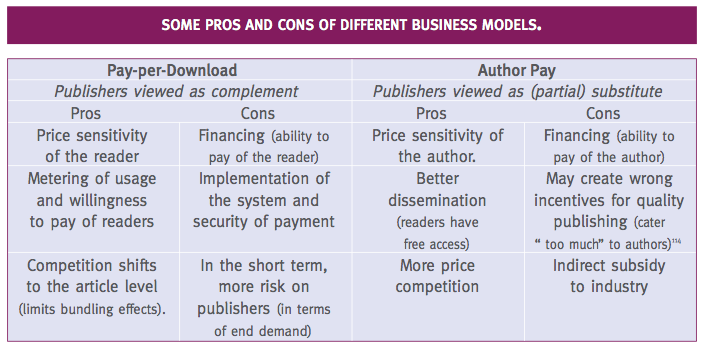 SOME PROS AND CONS OF DIFFERENT BUSINESS MODELS.
Pay-per-Download
Author Pay
Publishers viewed as complement
Publishers viewed as (partial) substitute
Pros
Cons
Pros
Cons
Price sensitivity
of the reader
Financing (ability to
pay of the reader)
Price sensitivity of
the author.
Financing (ability to
pay of the author)
Metering of usage
and willingness
to pay of readers
Implementation of
the system and
security of payment
Better
dissemination
(readers have
free access)
May create wrong
incentives for quality
publishing (cater
“ too much” to authors)¹¹⁴
Competition shifts
to the article level
(limits bundling effects).
In the short term,
more risk on
publishers (in terms
of end demand)
More price
competition
Indirect subsidy
to industry